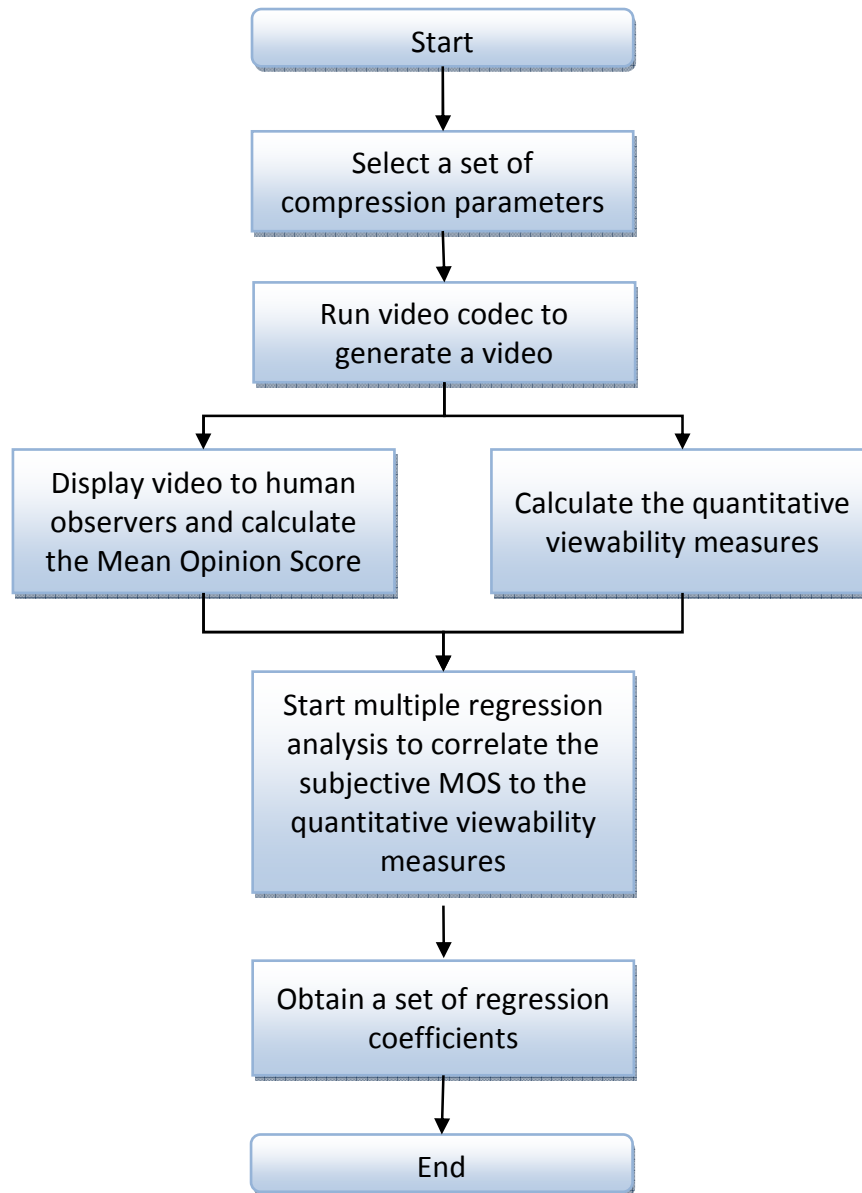 Start
Select a set of
compression parameters
Run video codec to
generate a video
Display video to human
observers and calculate
the Mean Opinion Score
Calculate the quantitative
viewability measures
Start multiple regression
analysis to correlate the
subjective MOS to the
quantitative viewability
measures
Obtain a set of regression
coefficients
End